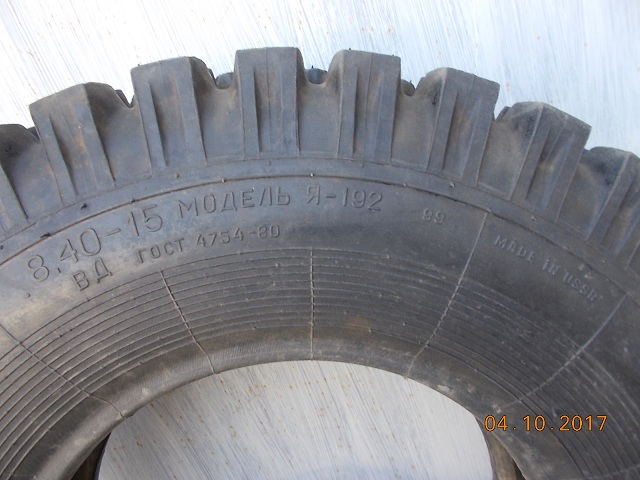 8,40-15 МОДЕЛЬ Я-192 99
ВД ГОСТ 4754-80
MADE IN USSR
04.10.2017